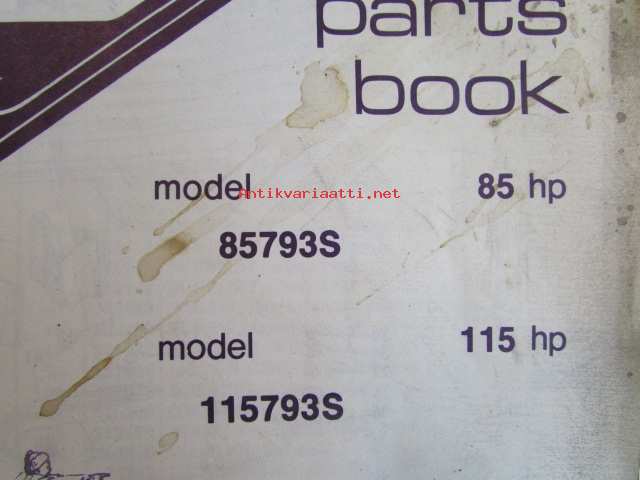 parts
book
model 85 hp
Antikvariaatti.net
85793S
model 115 hp
115793S